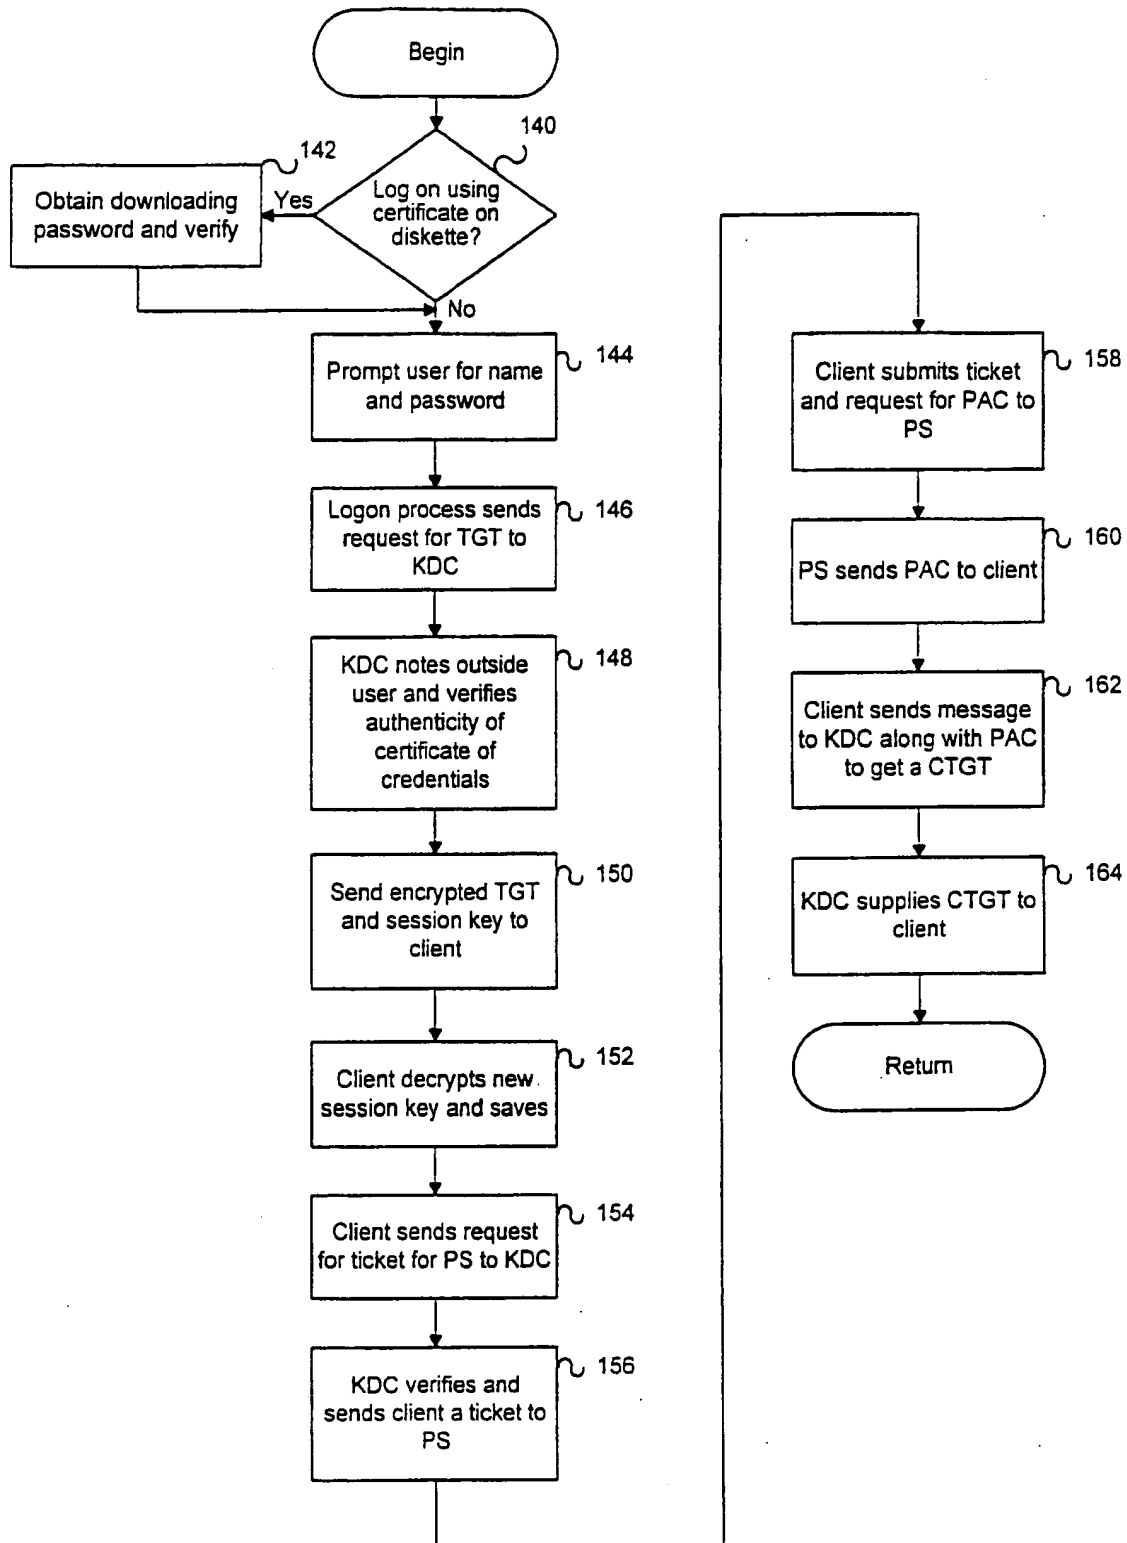 Begin
140
Log on using
certificate on
diskette?
Yes
142
Obtain downloading
password and verify
No
144
Prompt user for name
and password
146
Logon process sends
request for TGT to
KDC
148
KDC notes outside
user and verifies
authenticity of
certificate of
credentials
150
Send encrypted TGT
and session key to
client
152
Client decrypts new
session key and saves
154
Client sends request
for ticket for PS to KDC
156
KDC verifies and
sends client a ticket to
PS
158
Client submits ticket
and request for PAC to
PS
160
PS sends PAC to client
162
Client sends message
to KDC along with PAC
to get a CTGT
164
KDC supplies CTGT to
client
Return